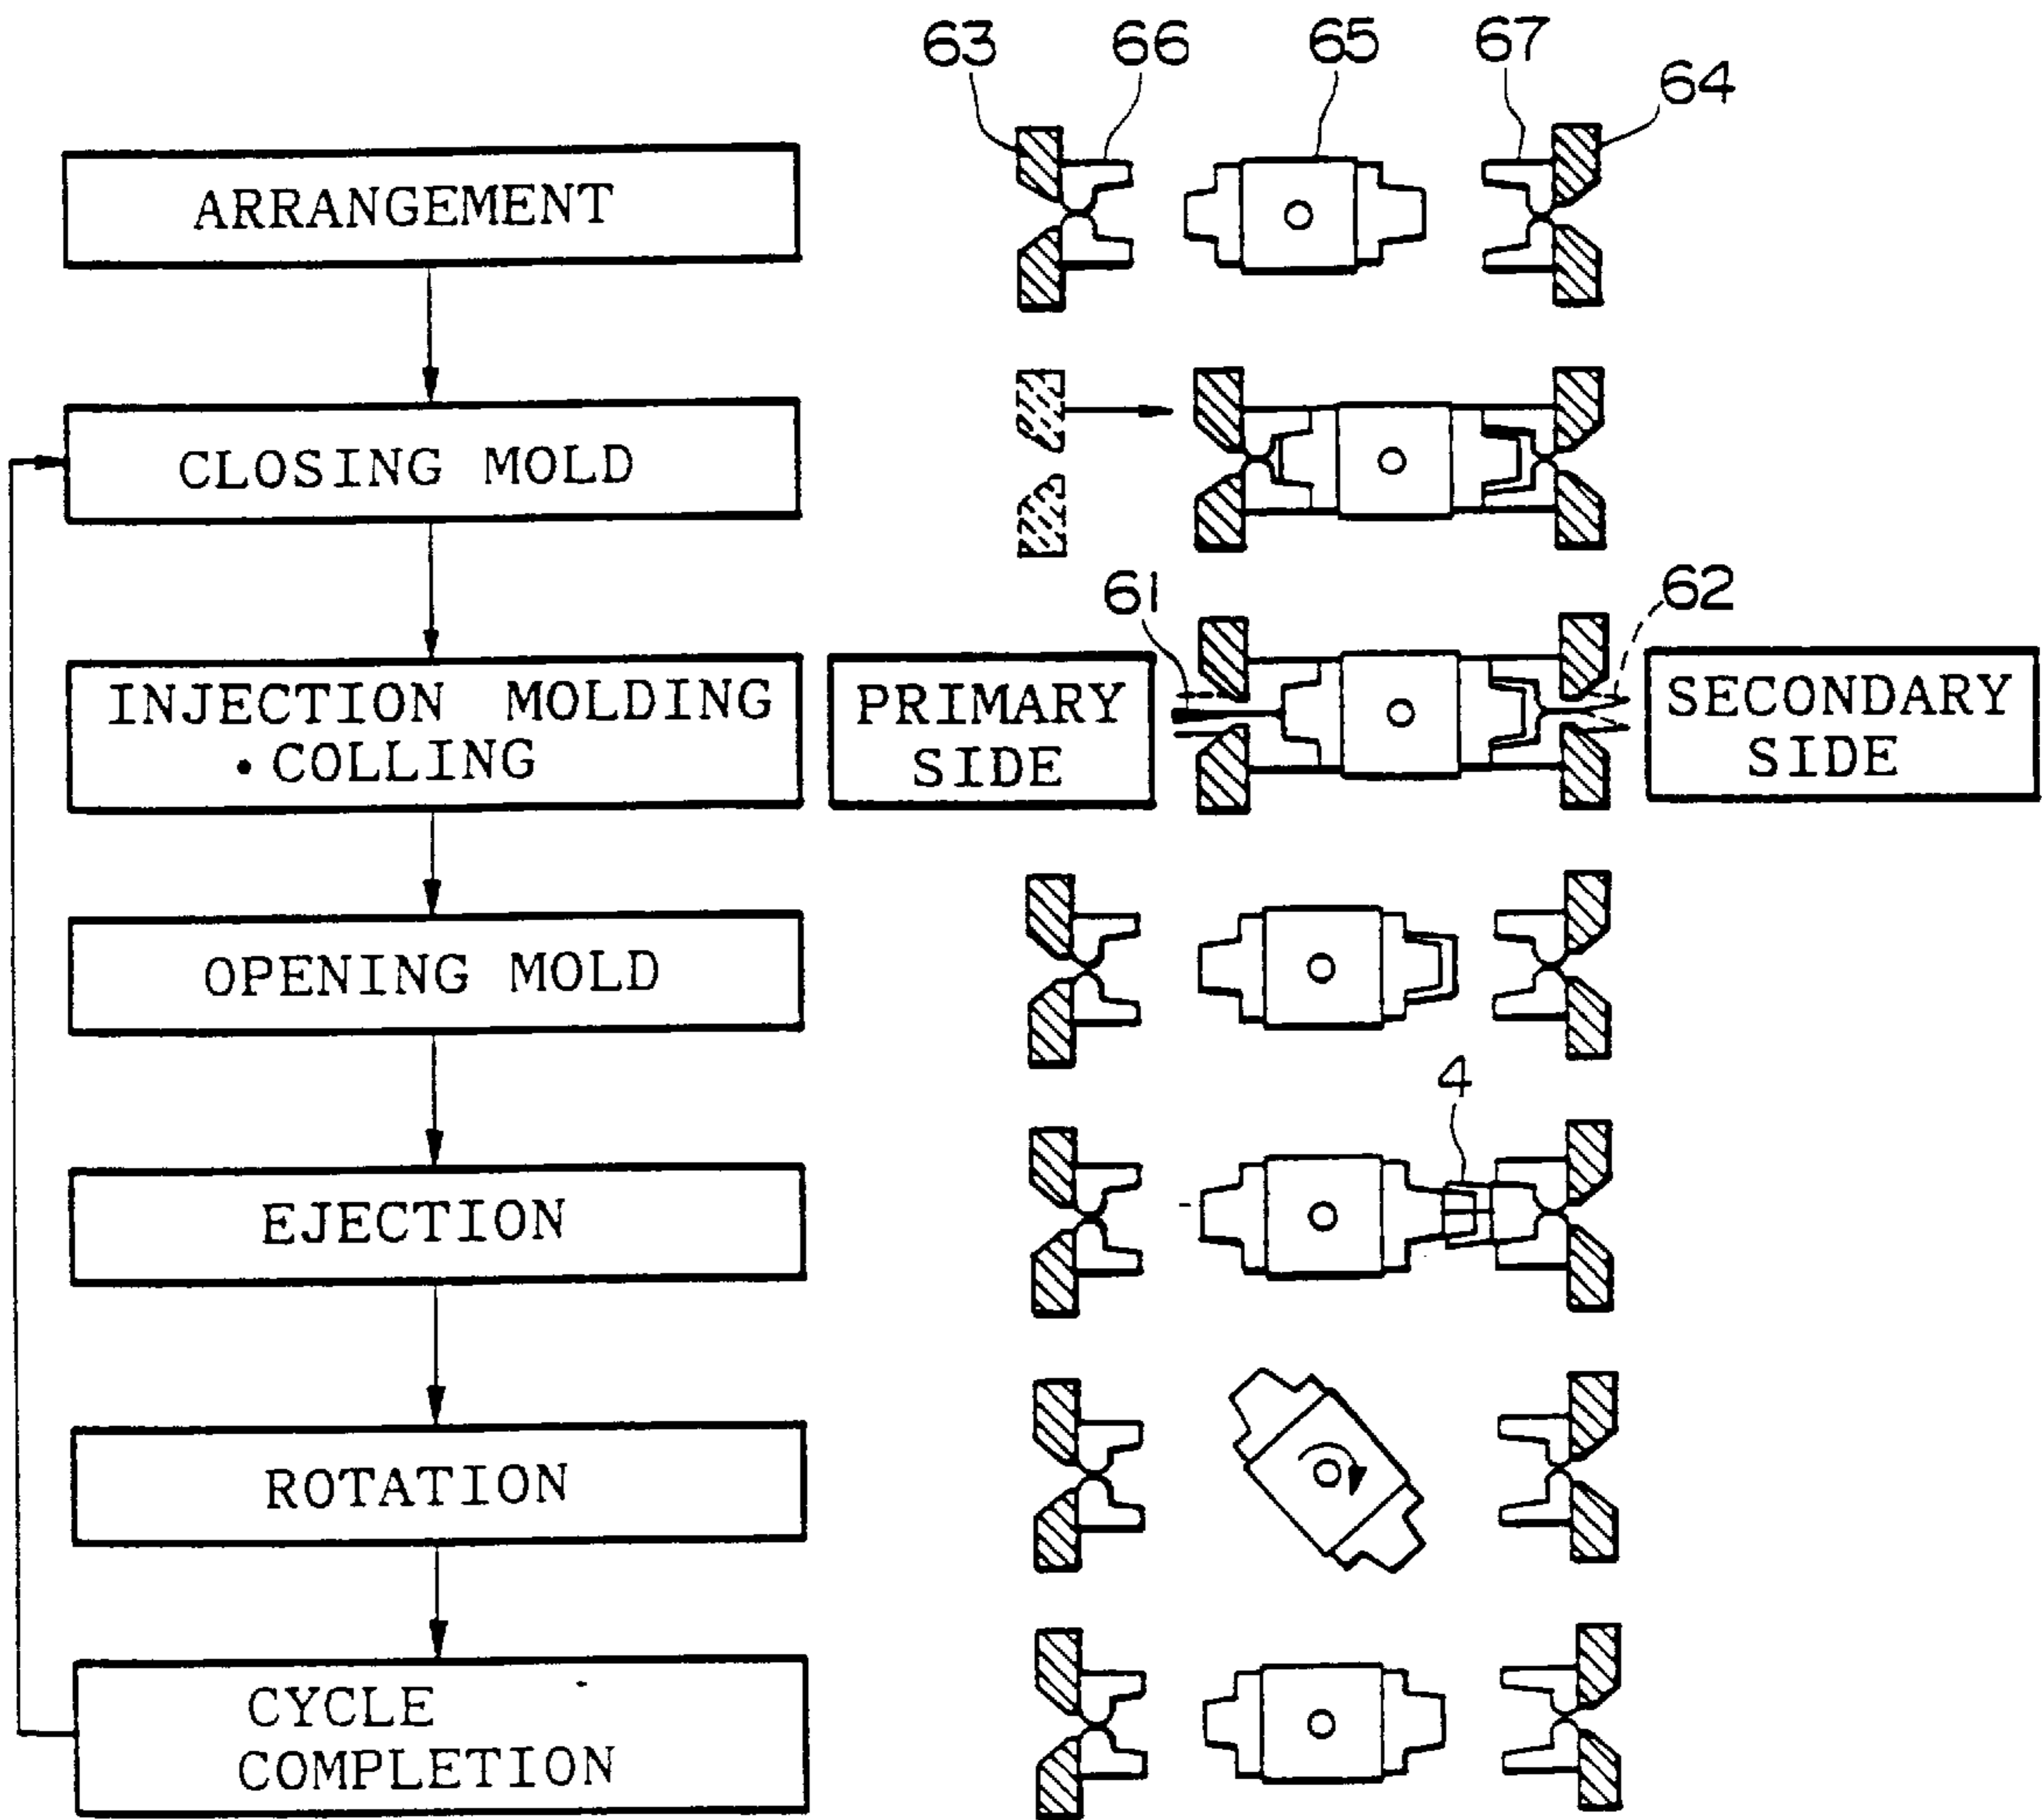 63
66
65
67
64
ARRANGEMENT
CLOSING MOLD
61
62
INJECTION MOLDING
• COLLING
PRIMARY
SIDE
SECONDARY
SIDE
OPENING MOLD
4
EJECTION
ROTATION
CYCLE
COMPLETION